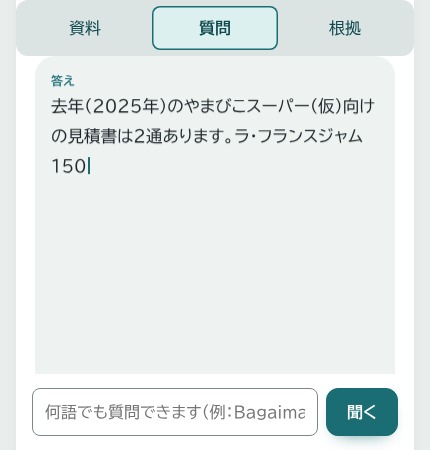 資料
質問
根拠
答え
去年(2025年)のやまびこスーパー(仮)向け
の見積書は2通あります。ラ・フランスジャム
150
何語でも質問できます(例:Bagaima
聞く